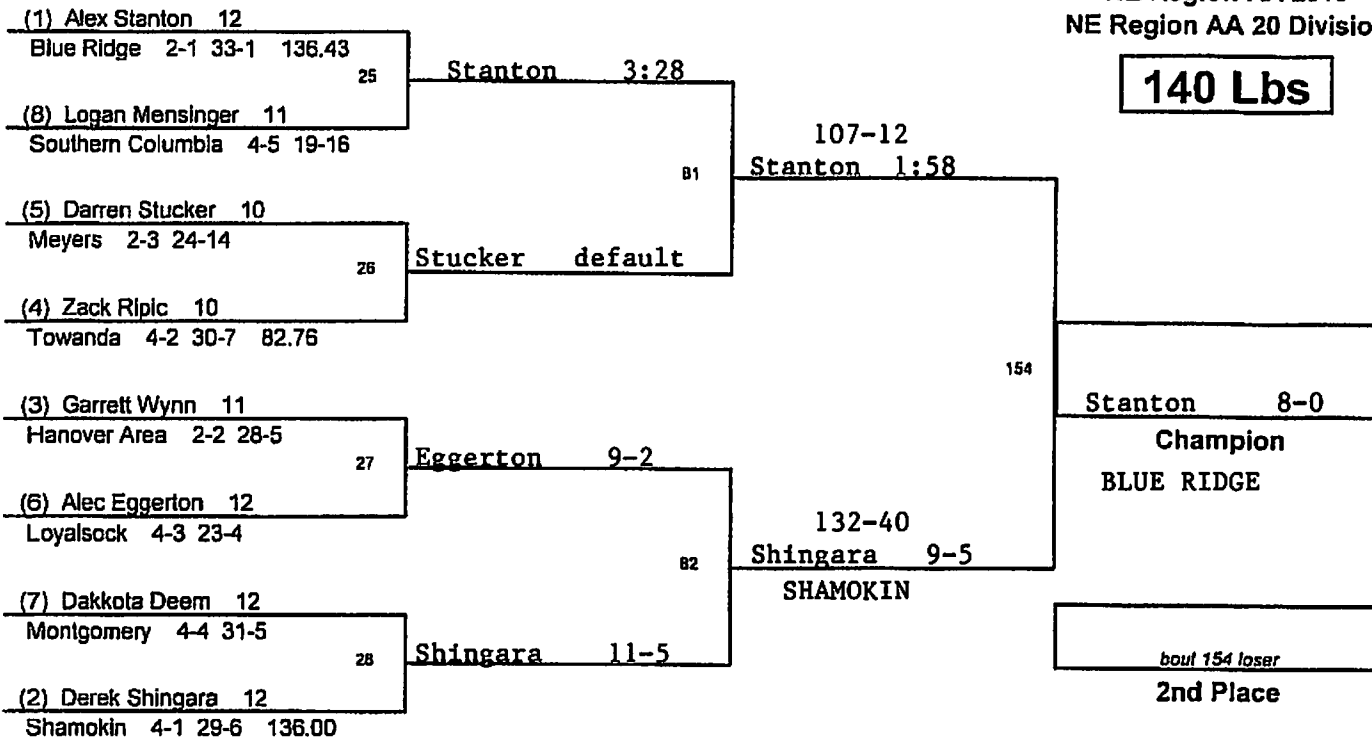 NE Region AA 20 Divisio
140 Lbs
(1) Alex Stanton 12
Blue Ridge 2-1 33-1 136.43
25
Stanton 3:28
(8) Logan Mensinger 11
Southern Columbia 4-5 19-16
81
107-12
Stanton 1:58
(5) Darren Stucker 10
Meyers 2-3 24-14
26
Stucker default
(4) Zack Ripic 10
Towanda 4-2 30-7 82.76
154
Stanton 8-0
Champion
BLUE RIDGE
(3) Garrett Wynn 11
Hanover Area 2-2 28-5
27
Eggerton 9-2
(6) Alec Eggerton 12
Loyalsock 4-3 23-4
82
132-40
Shingara 9-5
SHAMOKIN
(7) Dakkota Deem 12
Montgomery 4-4 31-5
28
Shingara 11-5
(2) Derek Shingara 12
Shamokin 4-1 29-6 136.00
bout 154 loser
2nd Place